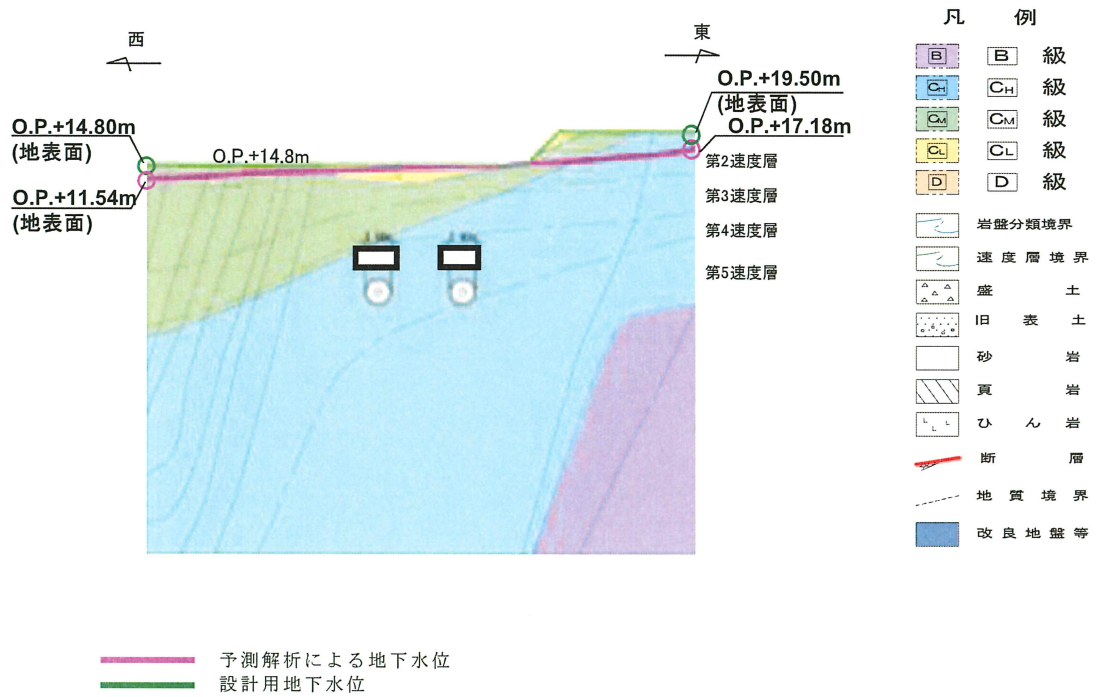 西
東
O.P.+19.50m
(地表面)
O.P.+17.18m
O.P.+14.80m
(地表面)
O.P.+14.8m
O.P.+11.54m
(地表面)
第2速度層
第3速度層
第4速度層
第5速度層
凡 例
B B 級
CH CH 級
CM CM 級
CL CL 級
D D 級
岩盤分類境界
速度層境界
盛土
旧表土
砂岩
頁岩
ひん岩
断層
地質境界
改良地盤等
予測解析による地下水位
設計用地下水位